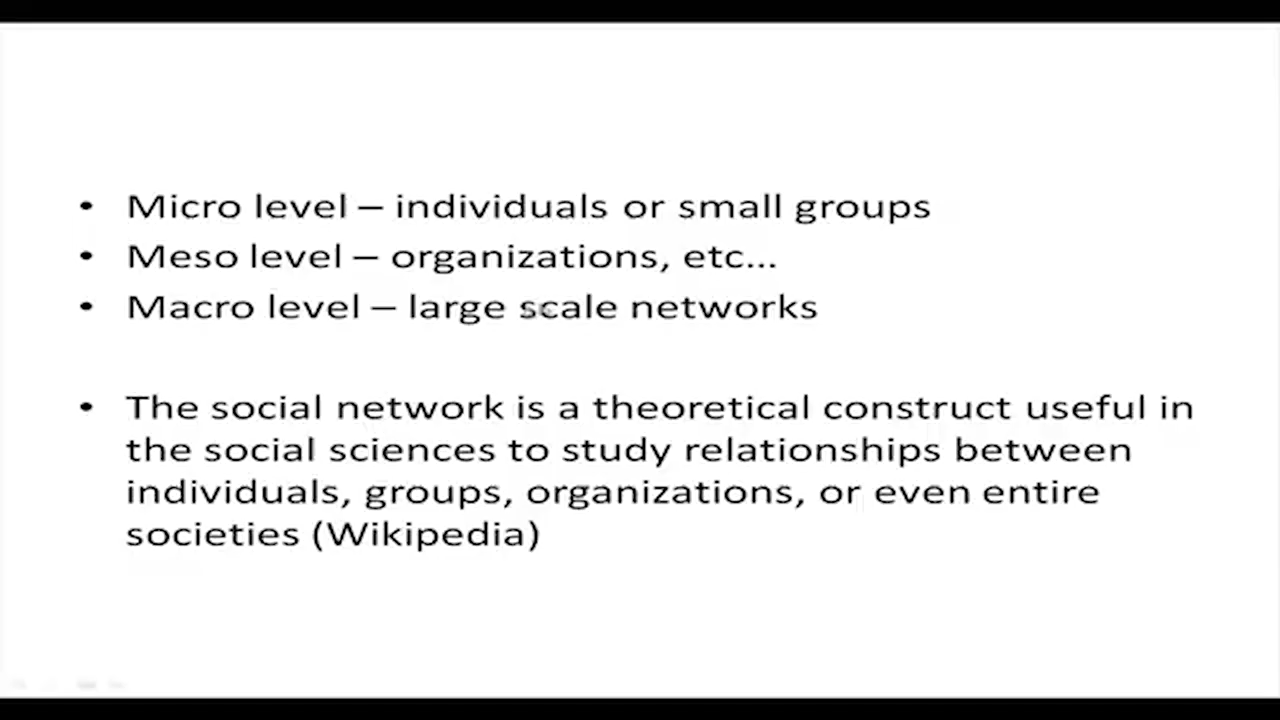 • Micro level – individuals or small groups
• Meso level – organizations, etc...
• Macro level – large scale networks
• The social network is a theoretical construct useful in
the social sciences to study relationships between
individuals, groups, organizations, or even entire
societies (Wikipedia)